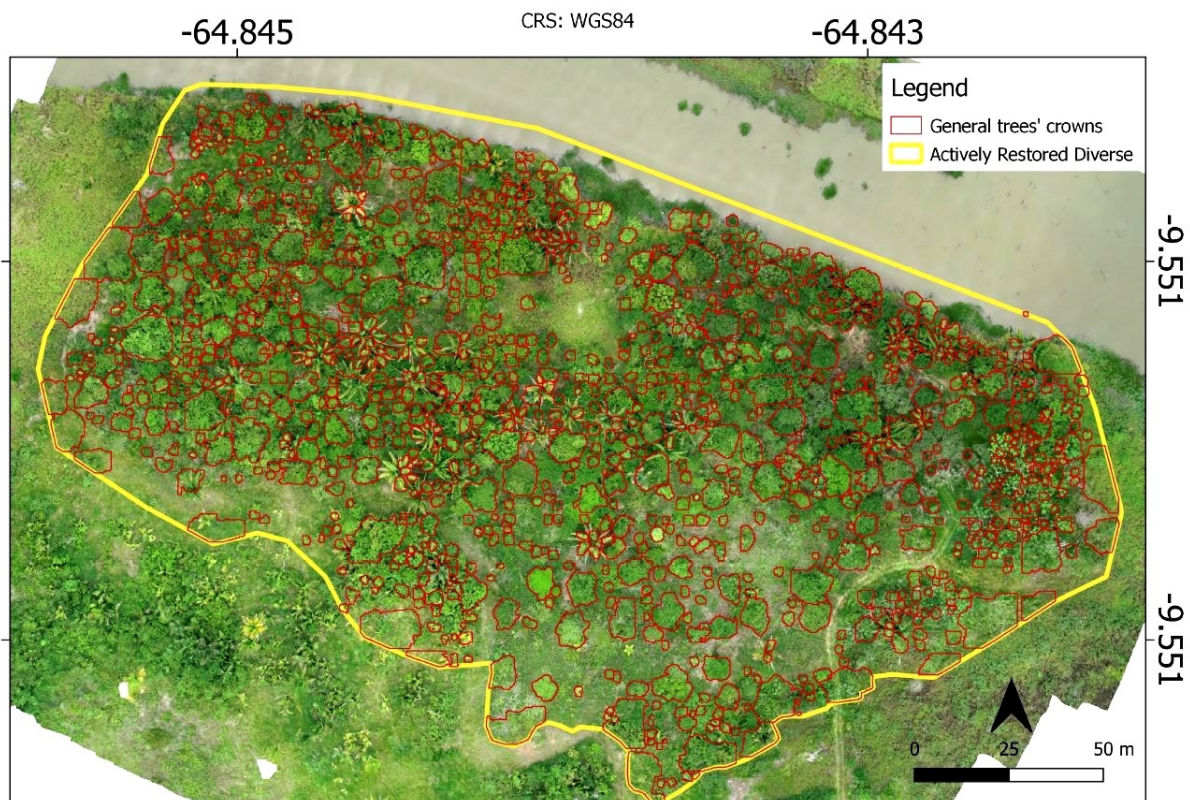 CRS: WGS84
-64.845
-64.843
Legend
General trees' crowns
Actively Restored Diverse
-9.551
-9.551
0 25 50 m